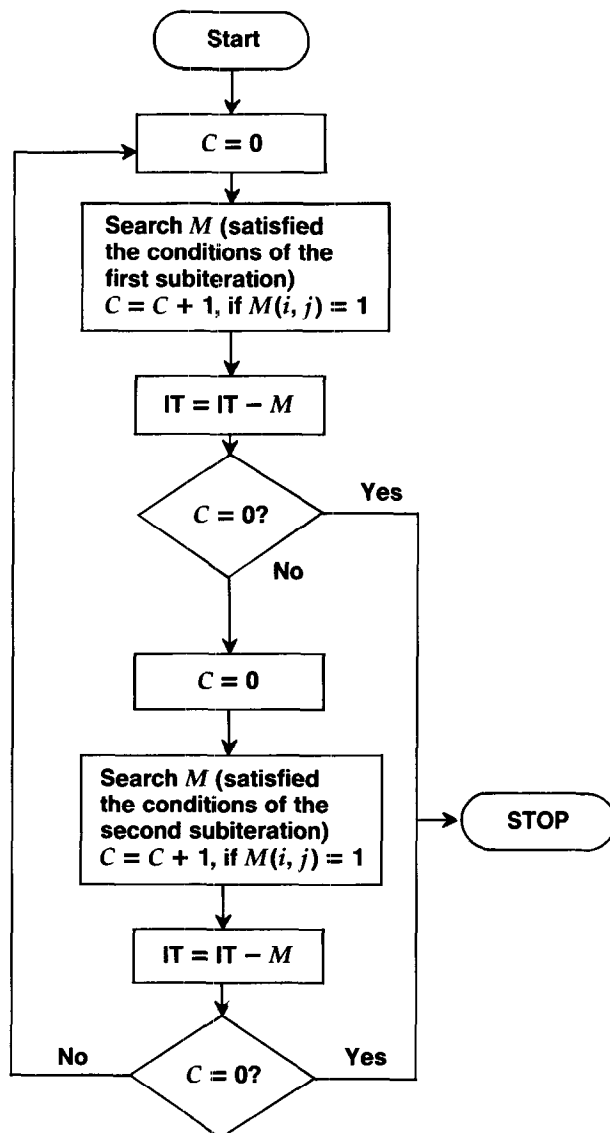 Start
C = 0
Search M (satisfied
the conditions of the
first subiteration)
C = C + 1, if M(i, j) = 1
IT = IT − M
C = 0?
Yes
No
C = 0
Search M (satisfied
the conditions of the
second subiteration)
C = C + 1, if M(i, j) = 1
STOP
IT = IT − M
No
C = 0?
Yes